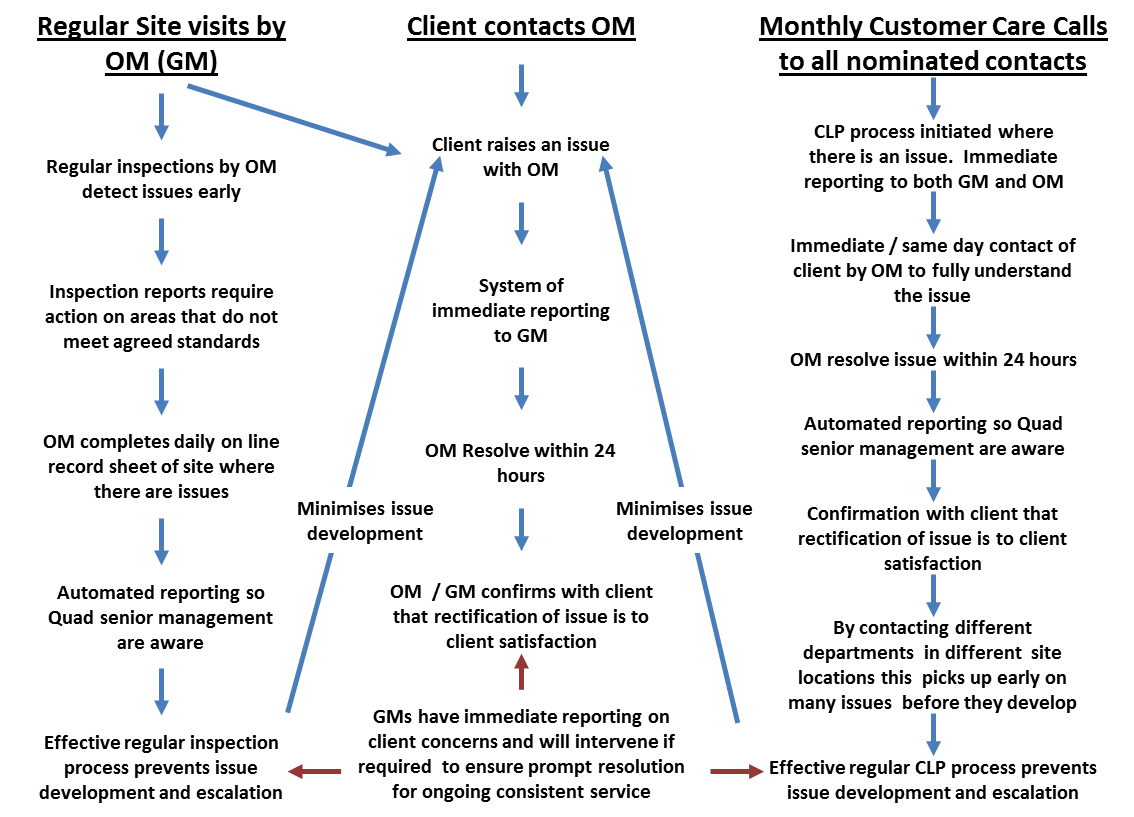 Regular Site visits by
OM (GM)
Regular inspections by OM
detect issues early
Inspection reports require
action on areas that do not
meet agreed standards
OM completes daily on line
record sheet of site where
there are issues
Automated reporting so
Quad senior management
are aware
Effective regular inspection
process prevents issue
development and escalation
Minimises issue
development
Client contacts OM
Client raises an issue
with OM
System of
immediate reporting
to GM
OM Resolve within 24
hours
OM / GM confirms with client
that rectification of issue is to
client satisfaction
GMs have immediate reporting on
client concerns and will intervene if
required to ensure prompt resolution
for ongoing consistent service
Minimises issue
development
Monthly Customer Care Calls
to all nominated contacts
CLP process initiated where
there is an issue. Immediate
reporting to both GM and OM
Immediate / same day contact of
client by OM to fully understand
the issue
OM resolve issue within 24 hours
Automated reporting so Quad
senior management are aware
Confirmation with client that
rectification of issue is to client
satisfaction
By contacting different
departments in different site
locations this picks up early on
many issues before they develop
Effective regular CLP process prevents
issue development and escalation